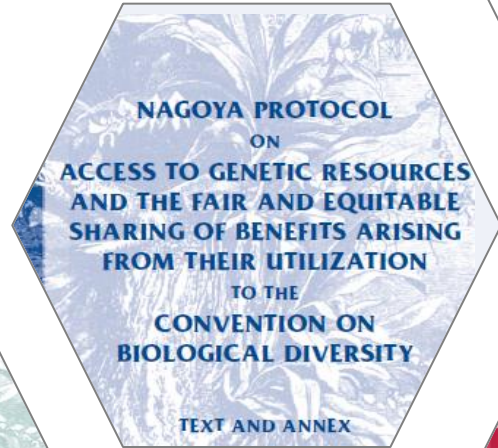 NAGOYA PROTOCOL
ON
ACCESS TO GENETIC RESOURCES
AND THE FAIR AND EQUITABLE
SHARING OF BENEFITS ARISING
FROM THEIR UTILIZATION
TO THE
CONVENTION ON
BIOLOGICAL DIVERSITY
TEXT AND ANNEX